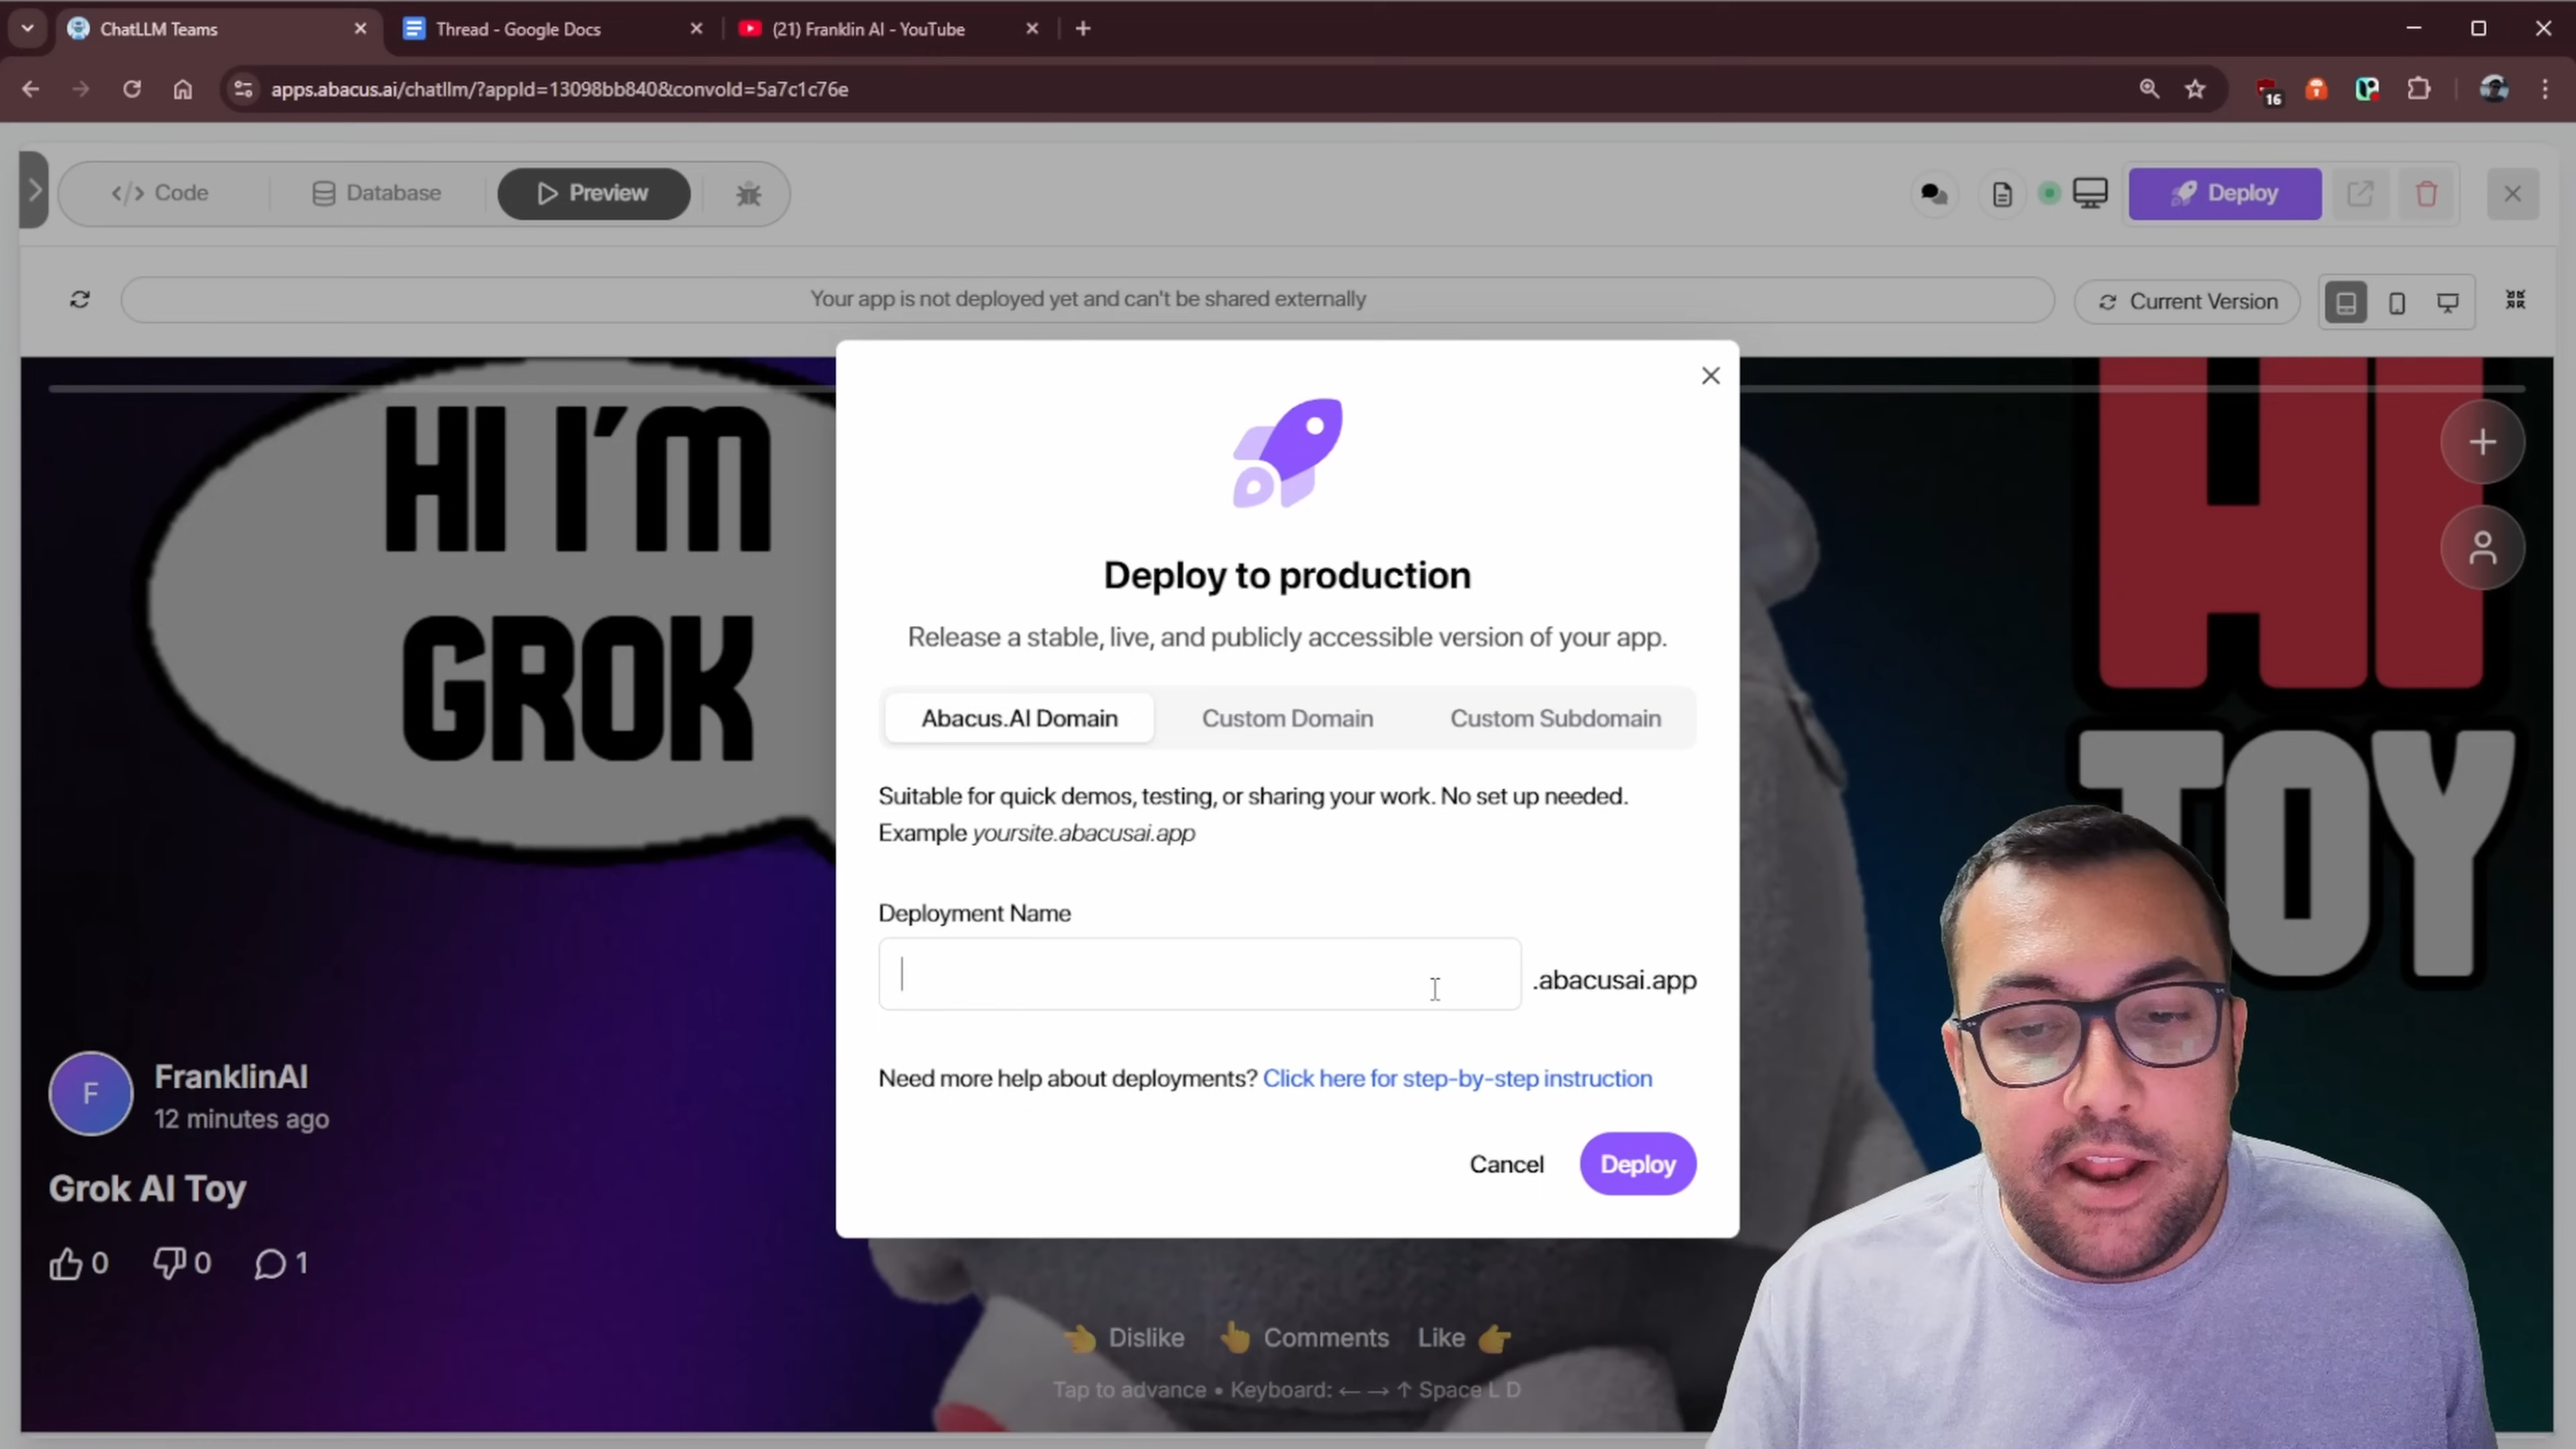 ChatLLM Teams
Thread - Google Docs
(21) Franklin AI - YouTube
apps.abacus.ai/chatllm/?appId=13098bb840&convoId=5a7c1c76e
16
</> Code
Database
Preview
Deploy
Your app is not deployed yet and can't be shared externally
Current Version
HI I'M
GROK
HI
TOY
Deploy to production
Release a stable, live, and publicly accessible version of your app.
Abacus.AI Domain
Custom Domain
Custom Subdomain
Suitable for quick demos, testing, or sharing your work. No set up needed.
Example yoursite.abacusai.app
Deployment Name
.abacusai.app
Need more help about deployments? Click here for step-by-step instruction
Cancel
Deploy
F
FranklinAI
12 minutes ago
Grok AI Toy
0
0
1
Dislike
Comments
Like
Tap to advance • Keyboard: ← → ↑ Space L D